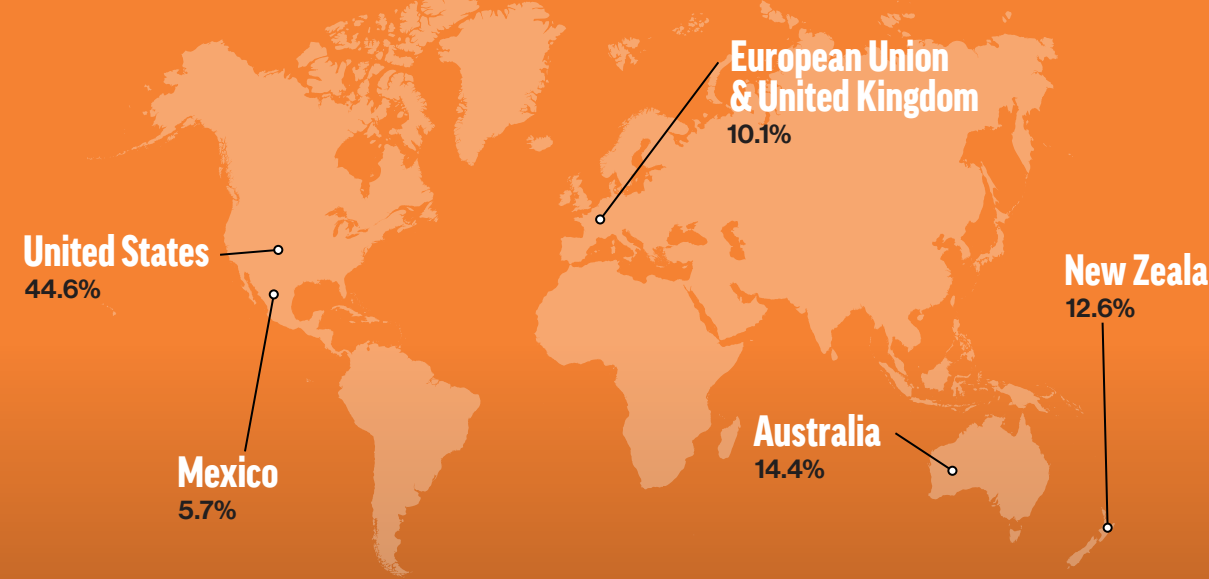 European Union
& United Kingdom
10.1%
United States
44.6%
New Zeala
12.6%
Australia
14.4%
Mexico
5.7%